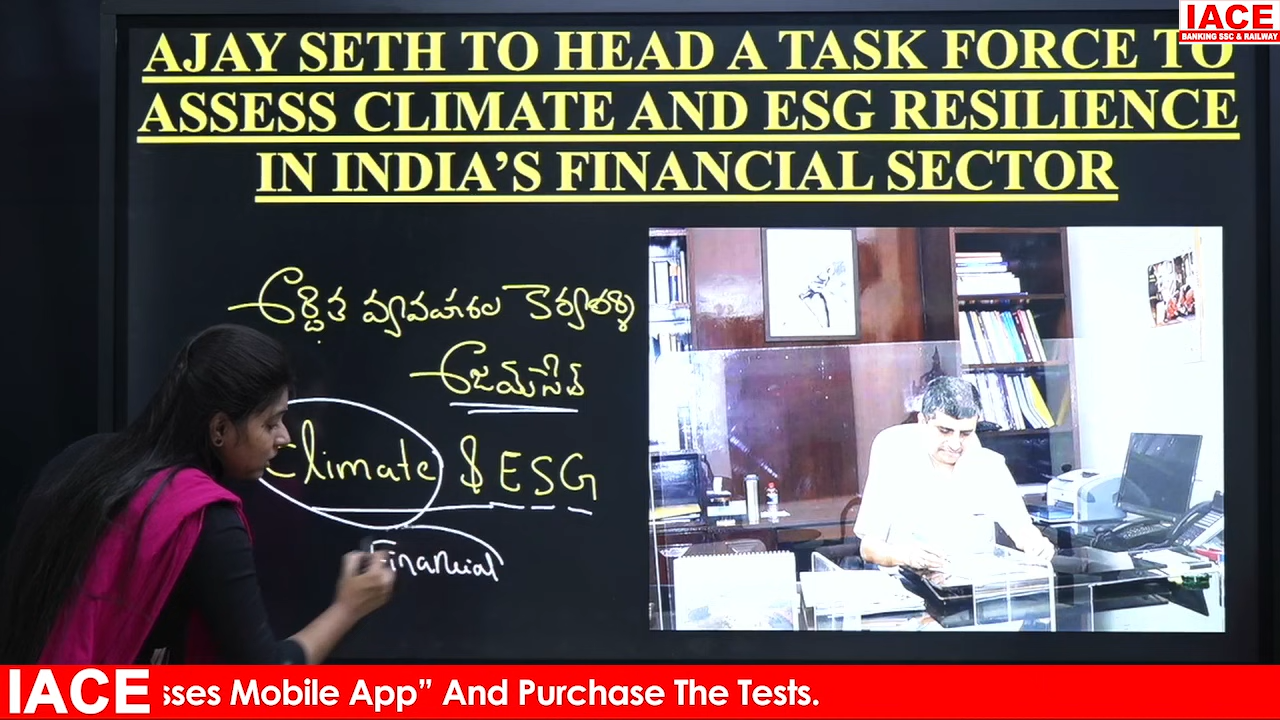 IACE
BANKING SSC & RAILWAY
AJAY SETH TO HEAD A TASK FORCE TO
ASSESS CLIMATE AND ESG RESILIENCE
IN INDIA’S FINANCIAL SECTOR
ఆర్థిక వ్యవహారాల కార్యదర్శి
అజయ్ సేథ్
Climate & ESG
Financial
IACE sses Mobile App” And Purchase The Tests.